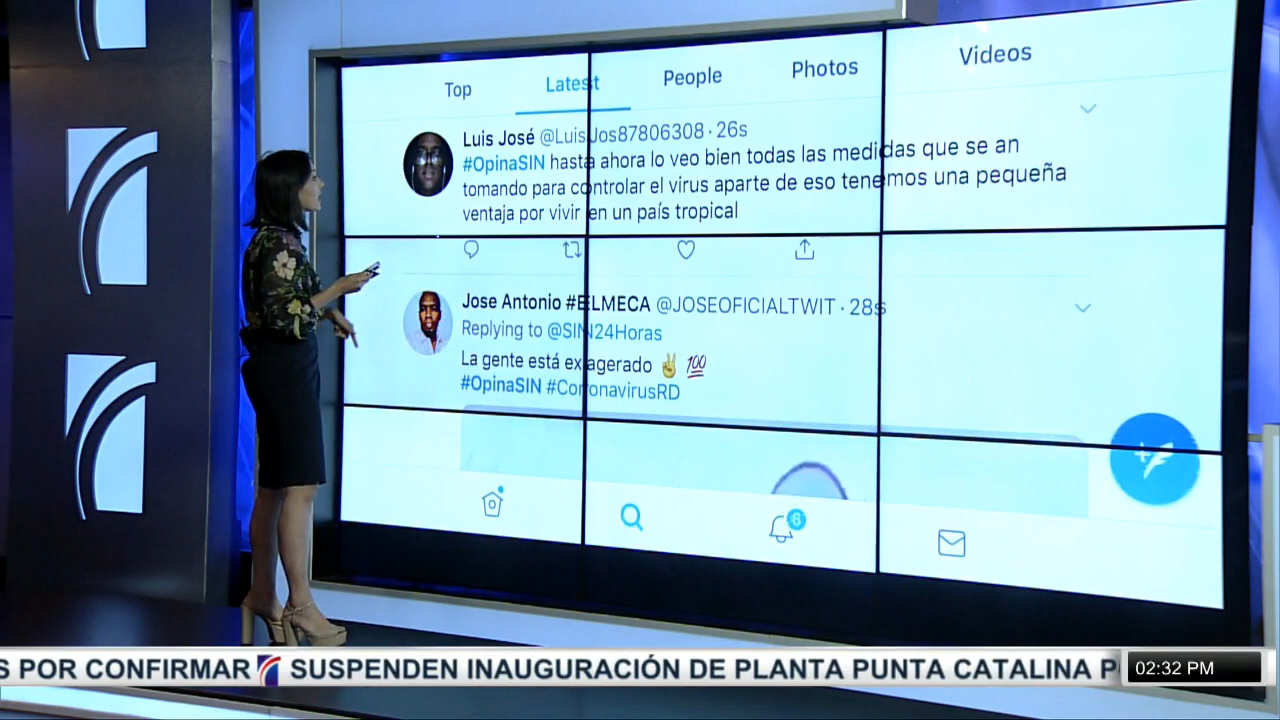 Top Latest People Photos Videos
Luis José @LuisJos87806308 · 26s
#OpinaSIN hasta ahora lo veo bien todas las medidas que se an
tomando para controlar el virus aparte de eso tenemos una pequeña
ventaja por vivir en un país tropical
Jose Antonio #ELMECA @JOSEOFICIALTWIT · 28s
Replying to @SIN24Horas
La gente está exagerado ✌️ 💯
#OpinaSIN #CoronavirusRD
6
S POR CONFIRMAR SUSPENDEN INAUGURACIÓN DE PLANTA PUNTA CATALINA P
02:32 PM